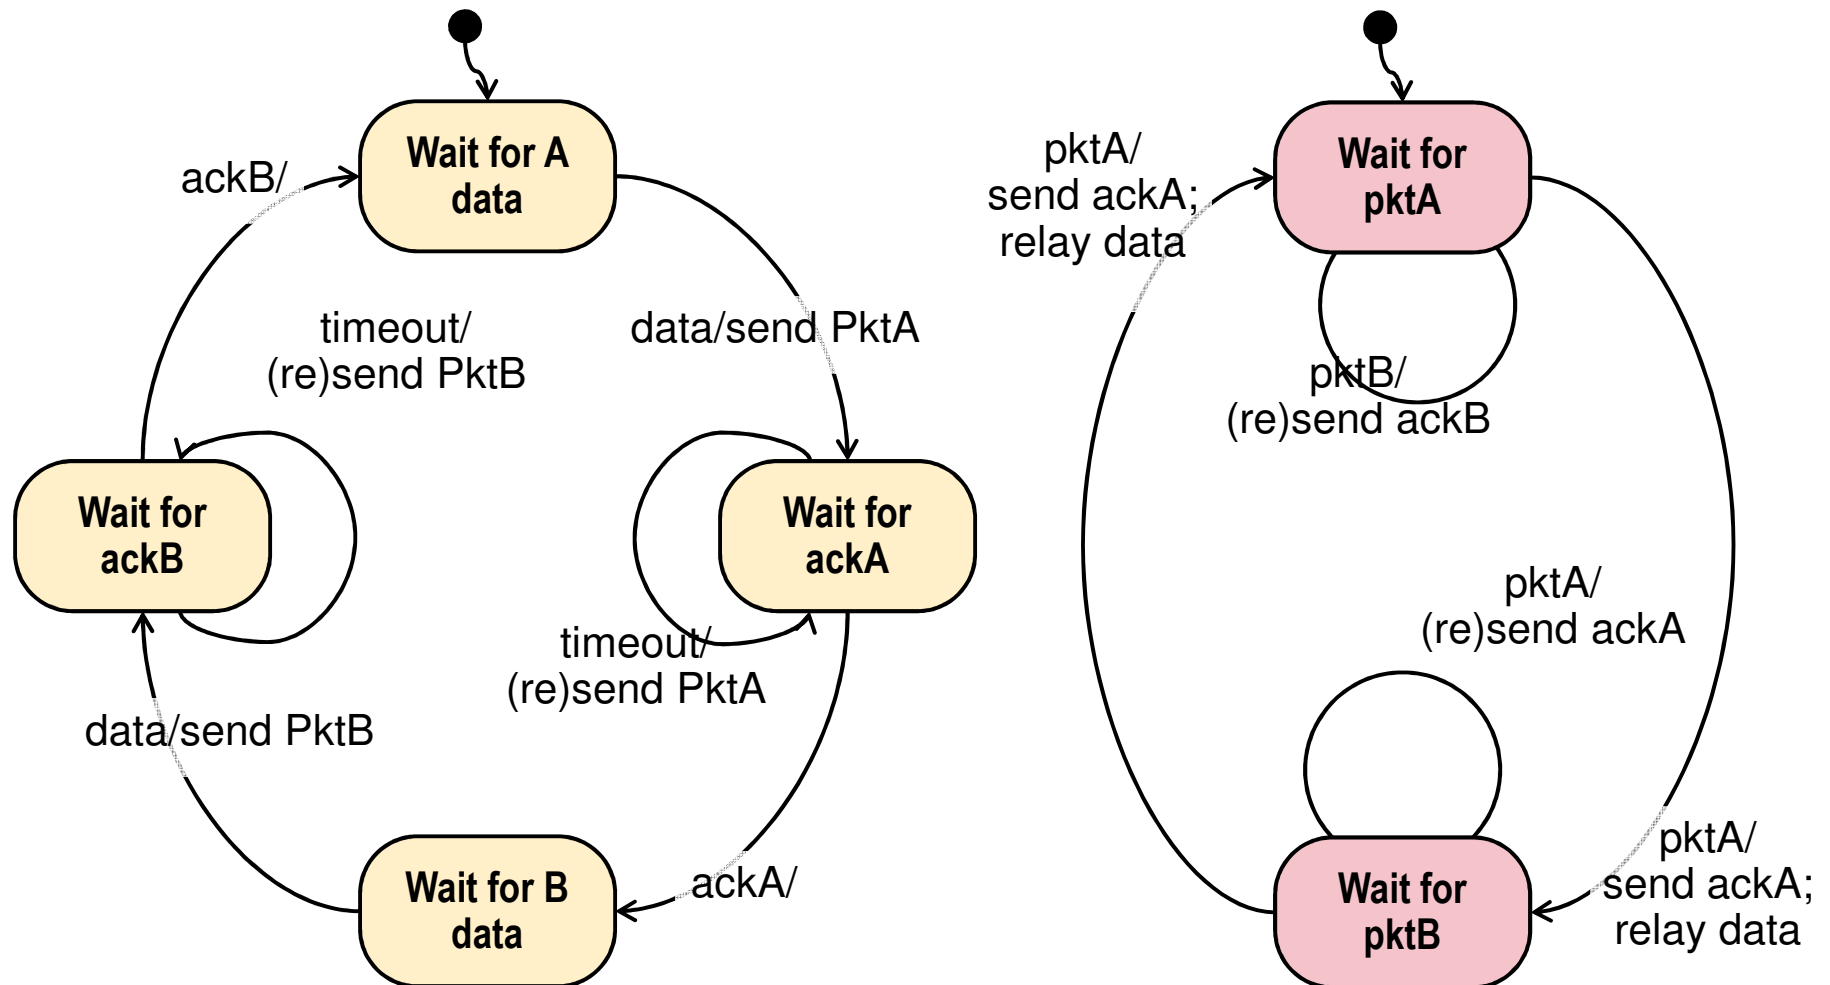 Wait for A
data
ackB/
timeout/
(re)send PktB
data/send PktA
Wait for
ackB
Wait for
ackA
timeout/
(re)send PktA
data/send PktB
Wait for B
data
ackA/
Wait for
pktA
pktA/
send ackA;
relay data
pktB/
(re)send ackB
pktA/
(re)send ackA
pktA/
send ackA;
relay data
Wait for
pktB